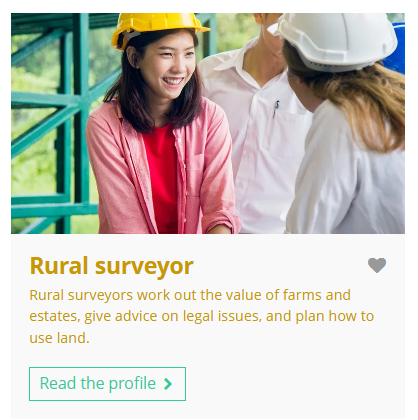 Rural surveyor
Rural surveyors work out the value of farms and
estates, give advice on legal issues, and plan how to
use land.
Read the profile